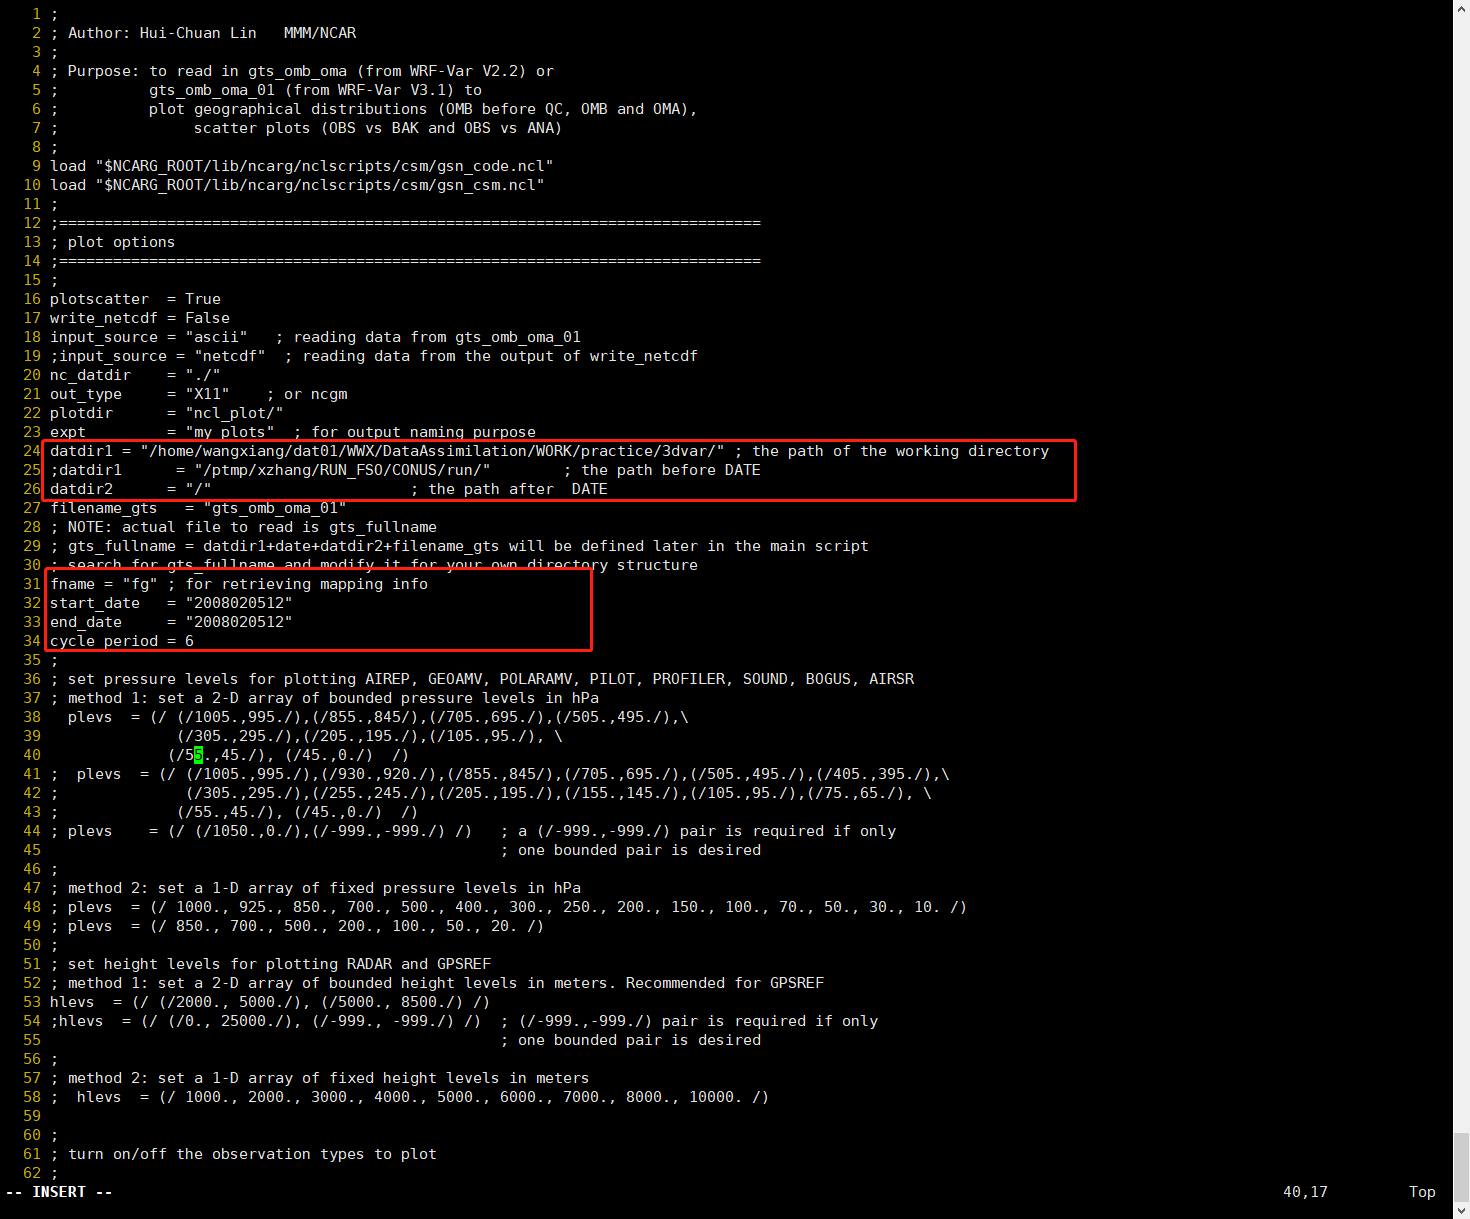 1 ;
2 ; Author: Hui-Chuan Lin   MMM/NCAR
3 ;
4 ; Purpose: to read in gts_omb_oma (from WRF-Var V2.2) or
5 ;          gts_omb_oma_01 (from WRF-Var V3.1) to
6 ;          plot geographical distributions (OMB before QC, OMB and OMA),
7 ;               scatter plots (OBS vs BAK and OBS vs ANA)
8 ;
9 load "$NCARG_ROOT/lib/ncarg/nclscripts/csm/gsn_code.ncl"
10 load "$NCARG_ROOT/lib/ncarg/nclscripts/csm/gsn_csm.ncl"
11 ;
12 ;==============================================================================
13 ; plot options
14 ;==============================================================================
15 ;
16 plotscatter  = True
17 write_netcdf = False
18 input_source = "ascii"   ; reading data from gts_omb_oma_01
19 ;input_source = "netcdf"  ; reading data from the output of write_netcdf
20 nc_datdir    = "./"
21 out_type     = "X11"    ; or ncgm
22 plotdir      = "ncl_plot/"
23 expt         = "my_plots"  ; for output naming purpose
24 datdir1 = "/home/wangxiang/dat01/WWX/DataAssimilation/WORK/practice/3dvar/" ; the path of the working directory
25 ;datdir1      = "/ptmp/xzhang/RUN_FSO/CONUS/run/"        ; the path before DATE
26 datdir2      = "/"                      ; the path after  DATE
27 filename_gts   = "gts_omb_oma_01"
28 ; NOTE: actual file to read is gts_fullname
29 ; gts_fullname = datdir1+date+datdir2+filename_gts will be defined later in the main script
30 ; search for gts_fullname and modify it for your own directory structure
31 fname = "fg" ; for retrieving mapping info
32 start_date   = "2008020512"
33 end_date     = "2008020512"
34 cycle_period = 6
35 ;
36 ; set pressure levels for plotting AIREP, GEOAMV, POLARAMV, PILOT, PROFILER, SOUND, BOGUS, AIRSR
37 ; method 1: set a 2-D array of bounded pressure levels in hPa
38   plevs  = (/ (/1005.,995./),(/855.,845/),(/705.,695./),(/505.,495./),\
39               (/305.,295./),(/205.,195./),(/105.,95./), \
40              (/55.,45./), (/45.,0./)  /)
41 ;  plevs  = (/ (/1005.,995./),(/930.,920./),(/855.,845/),(/705.,695./),(/505.,495./),(/405.,395./),\
42 ;              (/305.,295./),(/255.,245./),(/205.,195./),(/155.,145./),(/105.,95./),(/75.,65./), \
43 ;             (/55.,45./), (/45.,0./)  /)
44 ; plevs    = (/ (/1050.,0./),(/-999.,-999./) /)   ; a (/-999.,-999./) pair is required if only
45                                                   ; one bounded pair is desired
46 ;
47 ; method 2: set a 1-D array of fixed pressure levels in hPa
48 ; plevs  = (/ 1000., 925., 850., 700., 500., 400., 300., 250., 200., 150., 100., 70., 50., 30., 10. /)
49 ; plevs  = (/ 850., 700., 500., 200., 100., 50., 20. /)
50 ;
51 ; set height levels for plotting RADAR and GPSREF
52 ; method 1: set a 2-D array of bounded height levels in meters. Recommended for GPSREF
53 hlevs  = (/ (/2000., 5000./), (/5000., 8500./) /)
54 ;hlevs  = (/ (/0., 25000./), (/-999., -999./) /)  ; (/-999.,-999./) pair is required if only
55                                                   ; one bounded pair is desired
56 ;
57 ; method 2: set a 1-D array of fixed height levels in meters
58 ;  hlevs  = (/ 1000., 2000., 3000., 4000., 5000., 6000., 7000., 8000., 10000. /)
59
60 ;
61 ; turn on/off the observation types to plot
62 ;
-- INSERT --                                        40,17         Top